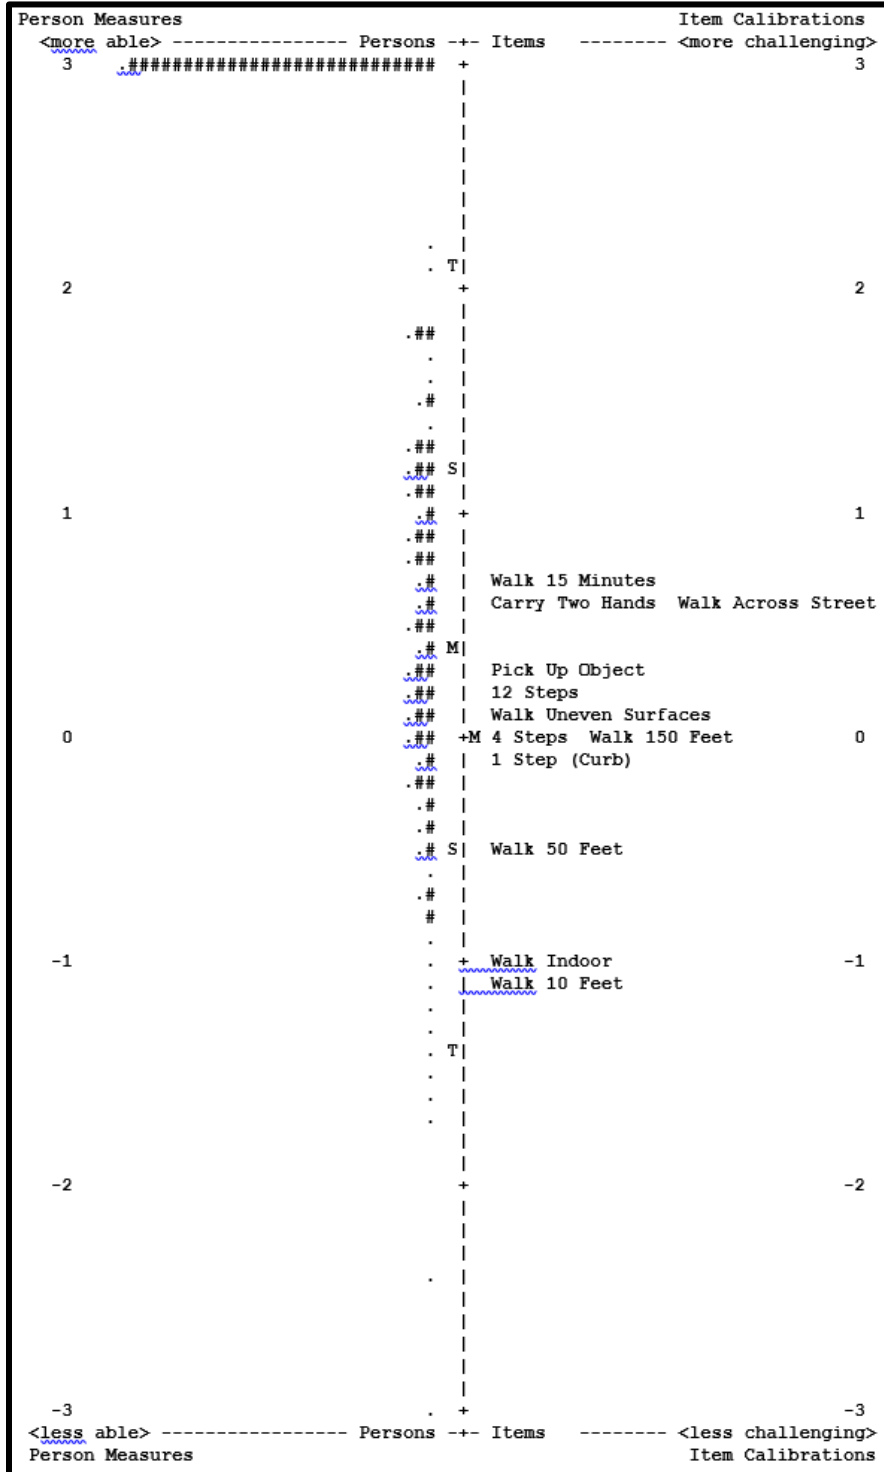 Person Measures Item Calibrations
<more able> ---------------- Persons -+- Items -------- <more challenging>
3 .############################ + 3
|
|
|
|
|
|
|
. |
. T|
2 + 2
|
.## |
. |
. |
.# |
. |
.## |
.## S|
.## |
1 .# + 1
.## |
.## |
.# | Walk 15 Minutes
.# | Carry Two Hands Walk Across Street
.## |
.# M|
.## | Pick Up Object
.## | 12 Steps
.## | Walk Uneven Surfaces
0 .## +M 4 Steps Walk 150 Feet 0
.# | 1 Step (Curb)
.## |
.# |
.# |
.# S| Walk 50 Feet
. |
.# |
# |
. |
-1 . + Walk Indoor -1
. | Walk 10 Feet
. |
. |
. T|
. |
. |
. |
|
|
-2 + -2
|
|
|
. |
|
|
|
|
|
-3 . + -3
<less able> ---------------- Persons -+- Items -------- <less challenging>
Person Measures Item Calibrations